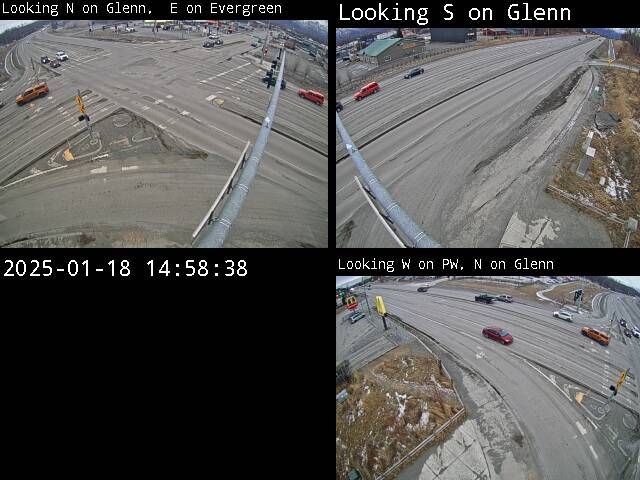 Looking N on Glenn,  E on Evergreen
Looking S on Glenn
2025-01-18 14:58:38
Looking W on PW, N on Glenn